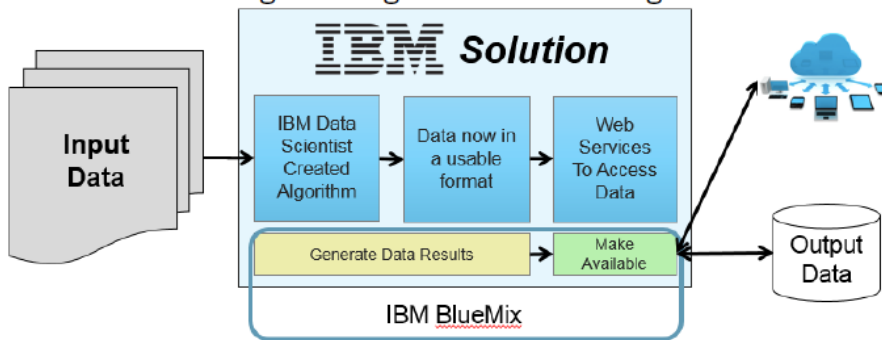 IBM Solution
Input
Data
IBM Data
Scientist
Created
Algorithm
Data now in
a usable
format
Web
Services
To Access
Data
Generate Data Results
Make
Available
Output
Data
IBM BlueMix